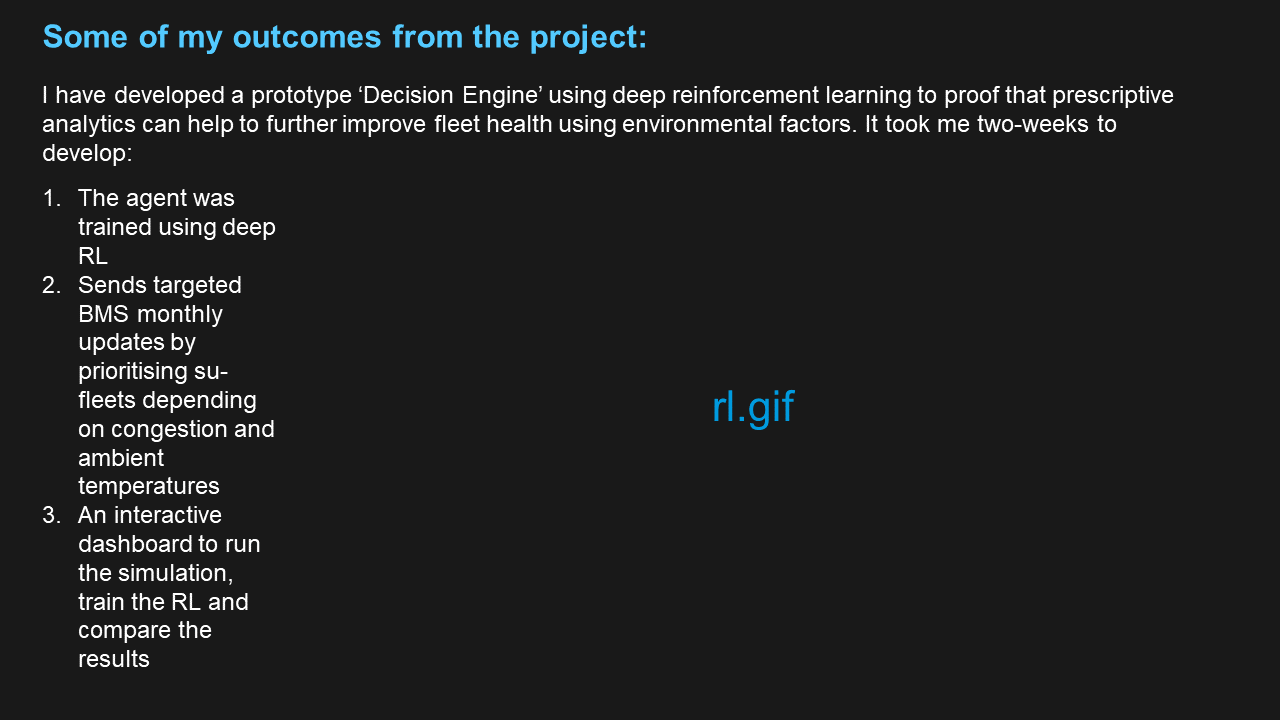 Some of my outcomes from the project:
I have developed a prototype ‘Decision Engine’ using deep reinforcement learning to proof that prescriptive
analytics can help to further improve fleet health using environmental factors. It took me two-weeks to
develop:
1. The agent was
trained using deep
RL
2. Sends targeted
BMS monthly
updates by
prioritising su-
fleets depending
on congestion and
ambient
temperatures
3. An interactive
dashboard to run
the simulation,
train the RL and
compare the
results
rl.gif